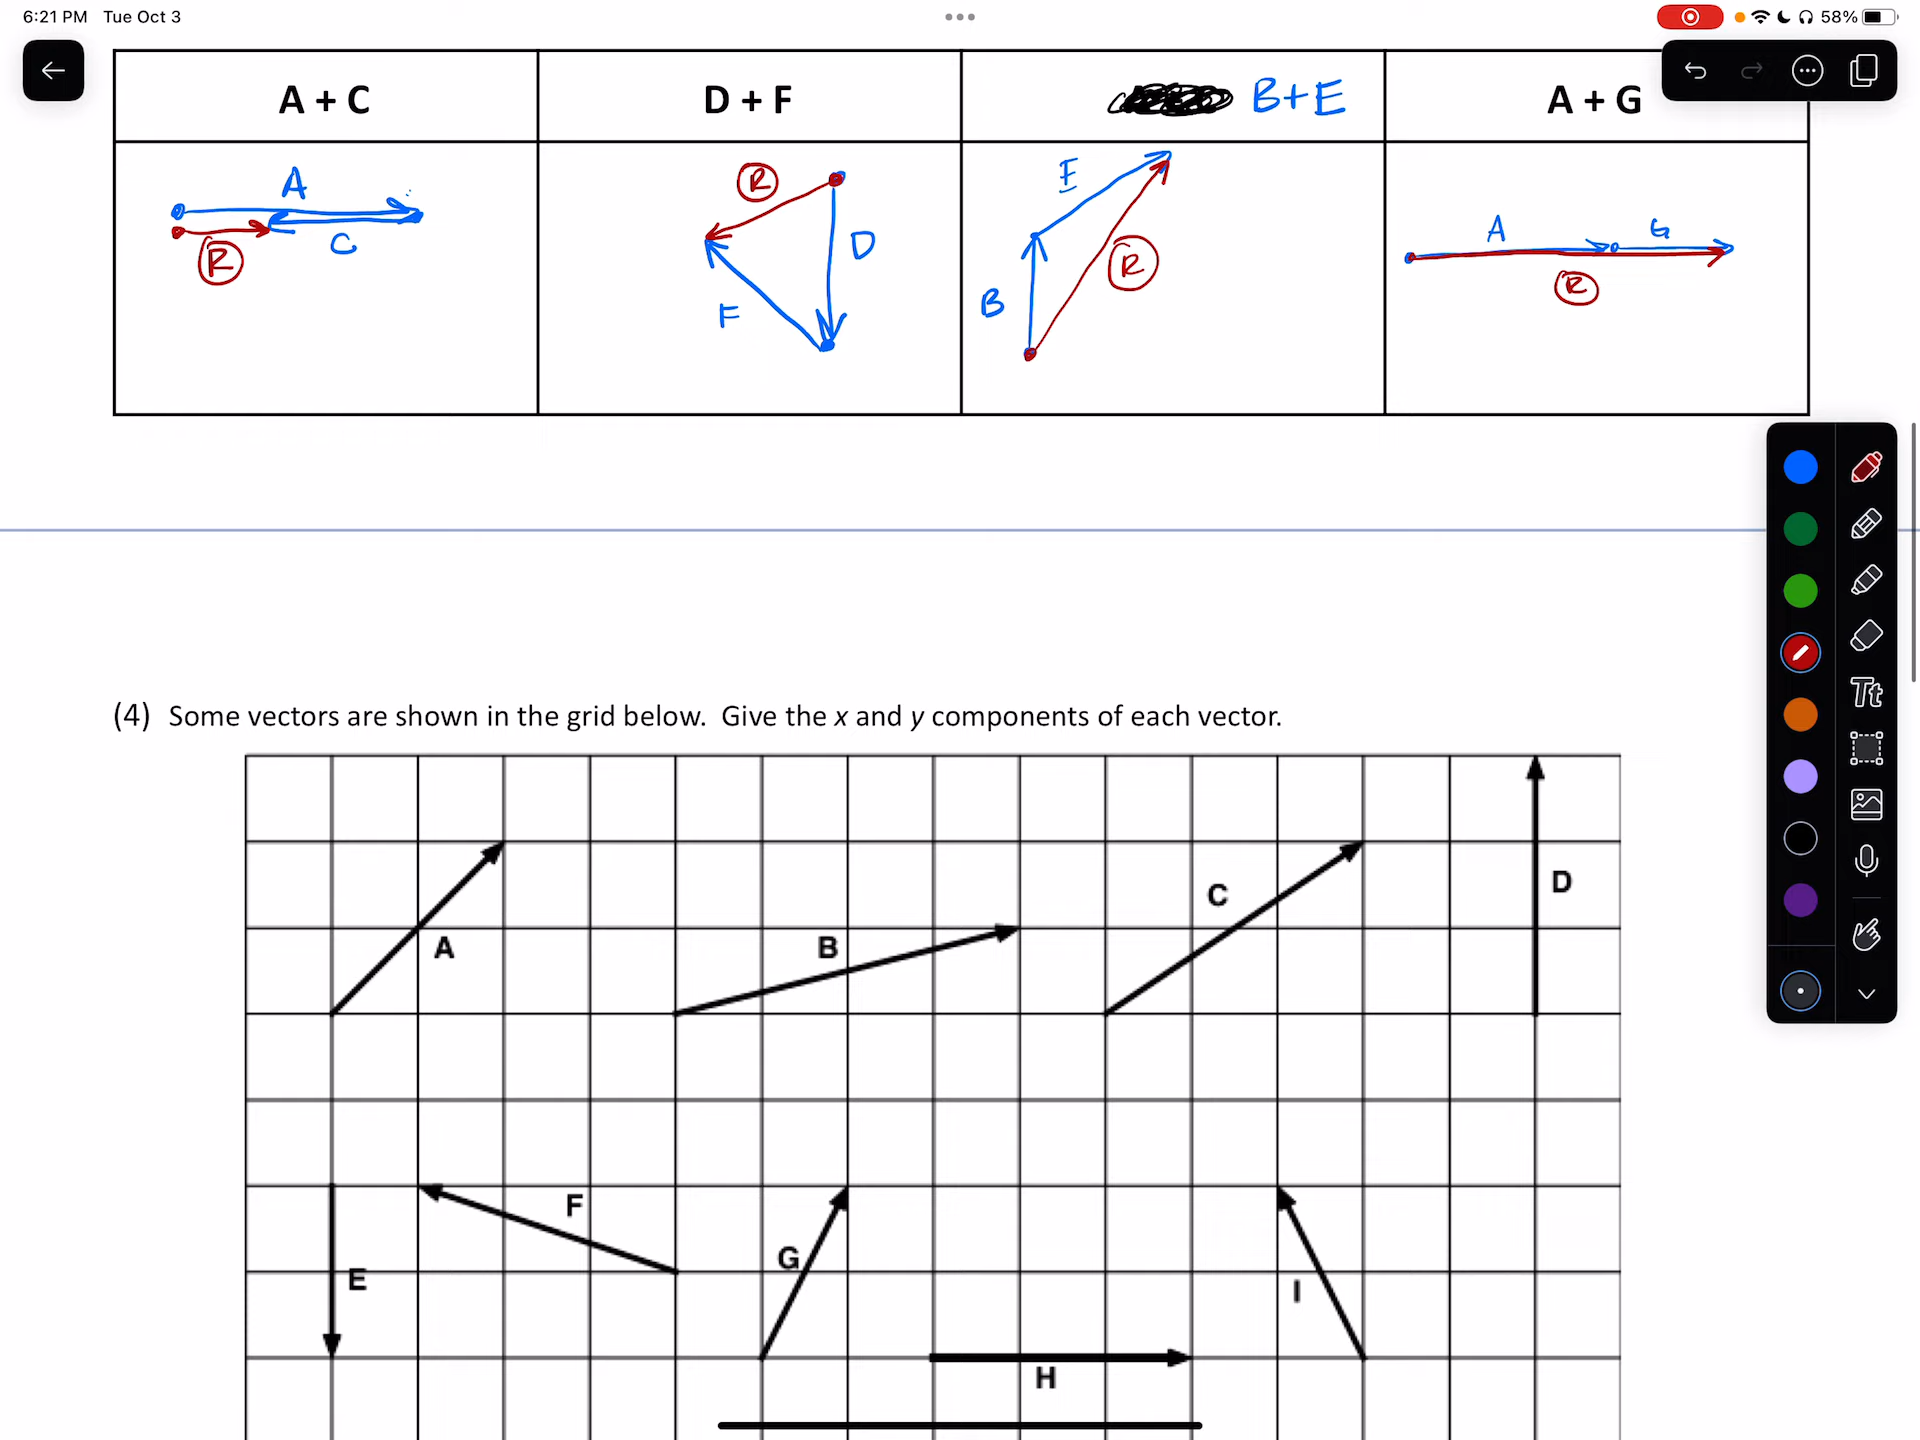 6:21 PM Tue Oct 3
58%
A + C
D + F
B+E
A + G
A
C
R
R
D
F
E
B
R
A
G
R
(4) Some vectors are shown in the grid below. Give the x and y components of each vector.
A
B
C
D
E
F
G
H
I
Tt